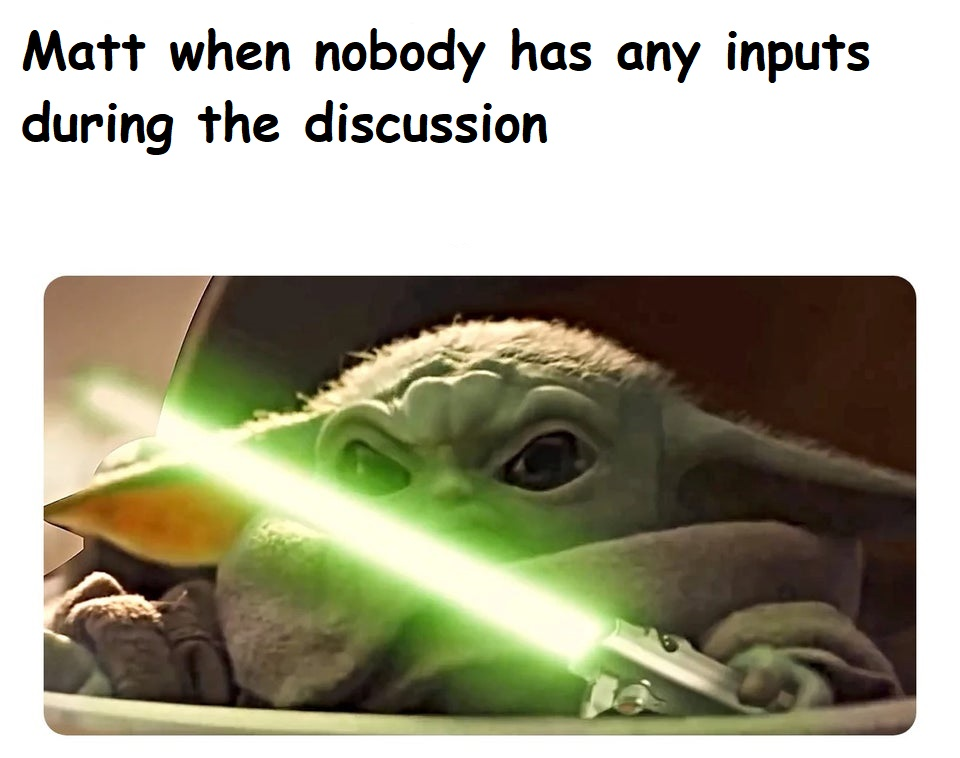 Matt when nobody has any inputs
during the discussion